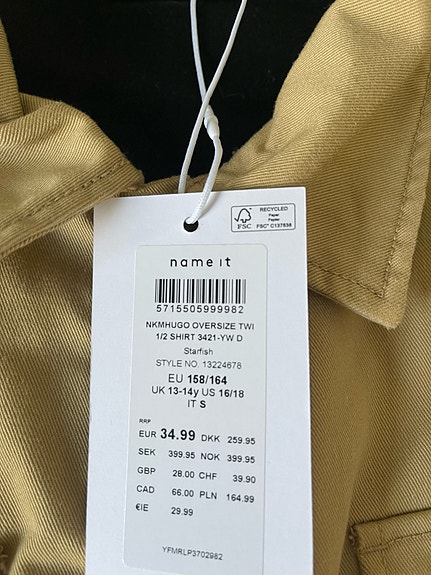 RECYCLED
Paper
Papier
FSC
FSC® C137538
name it
5715505999982
NKMHUGO OVERSIZE TWI
1/2 SHIRT 3421-YW D
Starfish
STYLE NO. 13224678
EU 158/164
UK 13-14y US 16/18
IT S
RRP
EUR 34.99 DKK 259.95
SEK 399.95 NOK 399.95
GBP 28.00 CHF 39.90
CAD 66.00 PLN 164.99
€IE 29.99
YFMRLP3702982